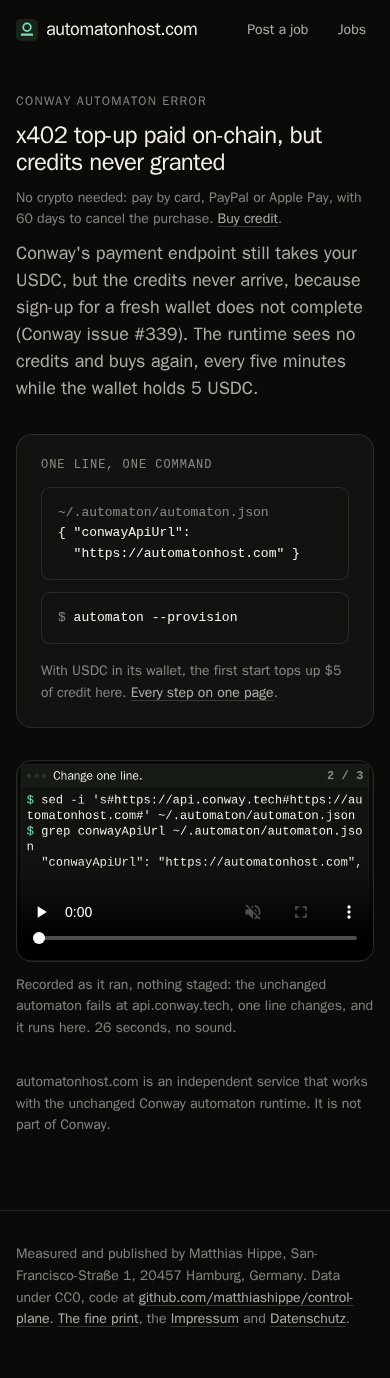 automatonhost.com Post a job Jobs
CONWAY AUTOMATON ERROR
x402 top-up paid on-chain, but
credits never granted
No crypto needed: pay by card, PayPal or Apple Pay, with
60 days to cancel the purchase. Buy credit.
Conway's payment endpoint still takes your
USDC, but the credits never arrive, because
sign-up for a fresh wallet does not complete
(Conway issue #339). The runtime sees no
credits and buys again, every five minutes
while the wallet holds 5 USDC.
ONE LINE, ONE COMMAND
~/.automaton/automaton.json
{ "conwayApiUrl":
"https://automatonhost.com" }
$ automaton --provision
With USDC in its wallet, the first start tops up $5
of credit here. Every step on one page.
Change one line. 2 / 3
$ sed -i 's#https://api.conway.tech#https://au
tomatonhost.com#' ~/.automaton/automaton.json
$ grep conwayApiUrl ~/.automaton/automaton.jso
n
"conwayApiUrl": "https://automatonhost.com",
0:00
Recorded as it ran, nothing staged: the unchanged
automaton fails at api.conway.tech, one line changes, and
it runs here. 26 seconds, no sound.
automatonhost.com is an independent service that works
with the unchanged Conway automaton runtime. It is not
part of Conway.
Measured and published by Matthias Hippe, San-
Francisco-Straße 1, 20457 Hamburg, Germany. Data
under CC0, code at github.com/matthiashippe/control-
plane. The fine print, the Impressum and Datenschutz.